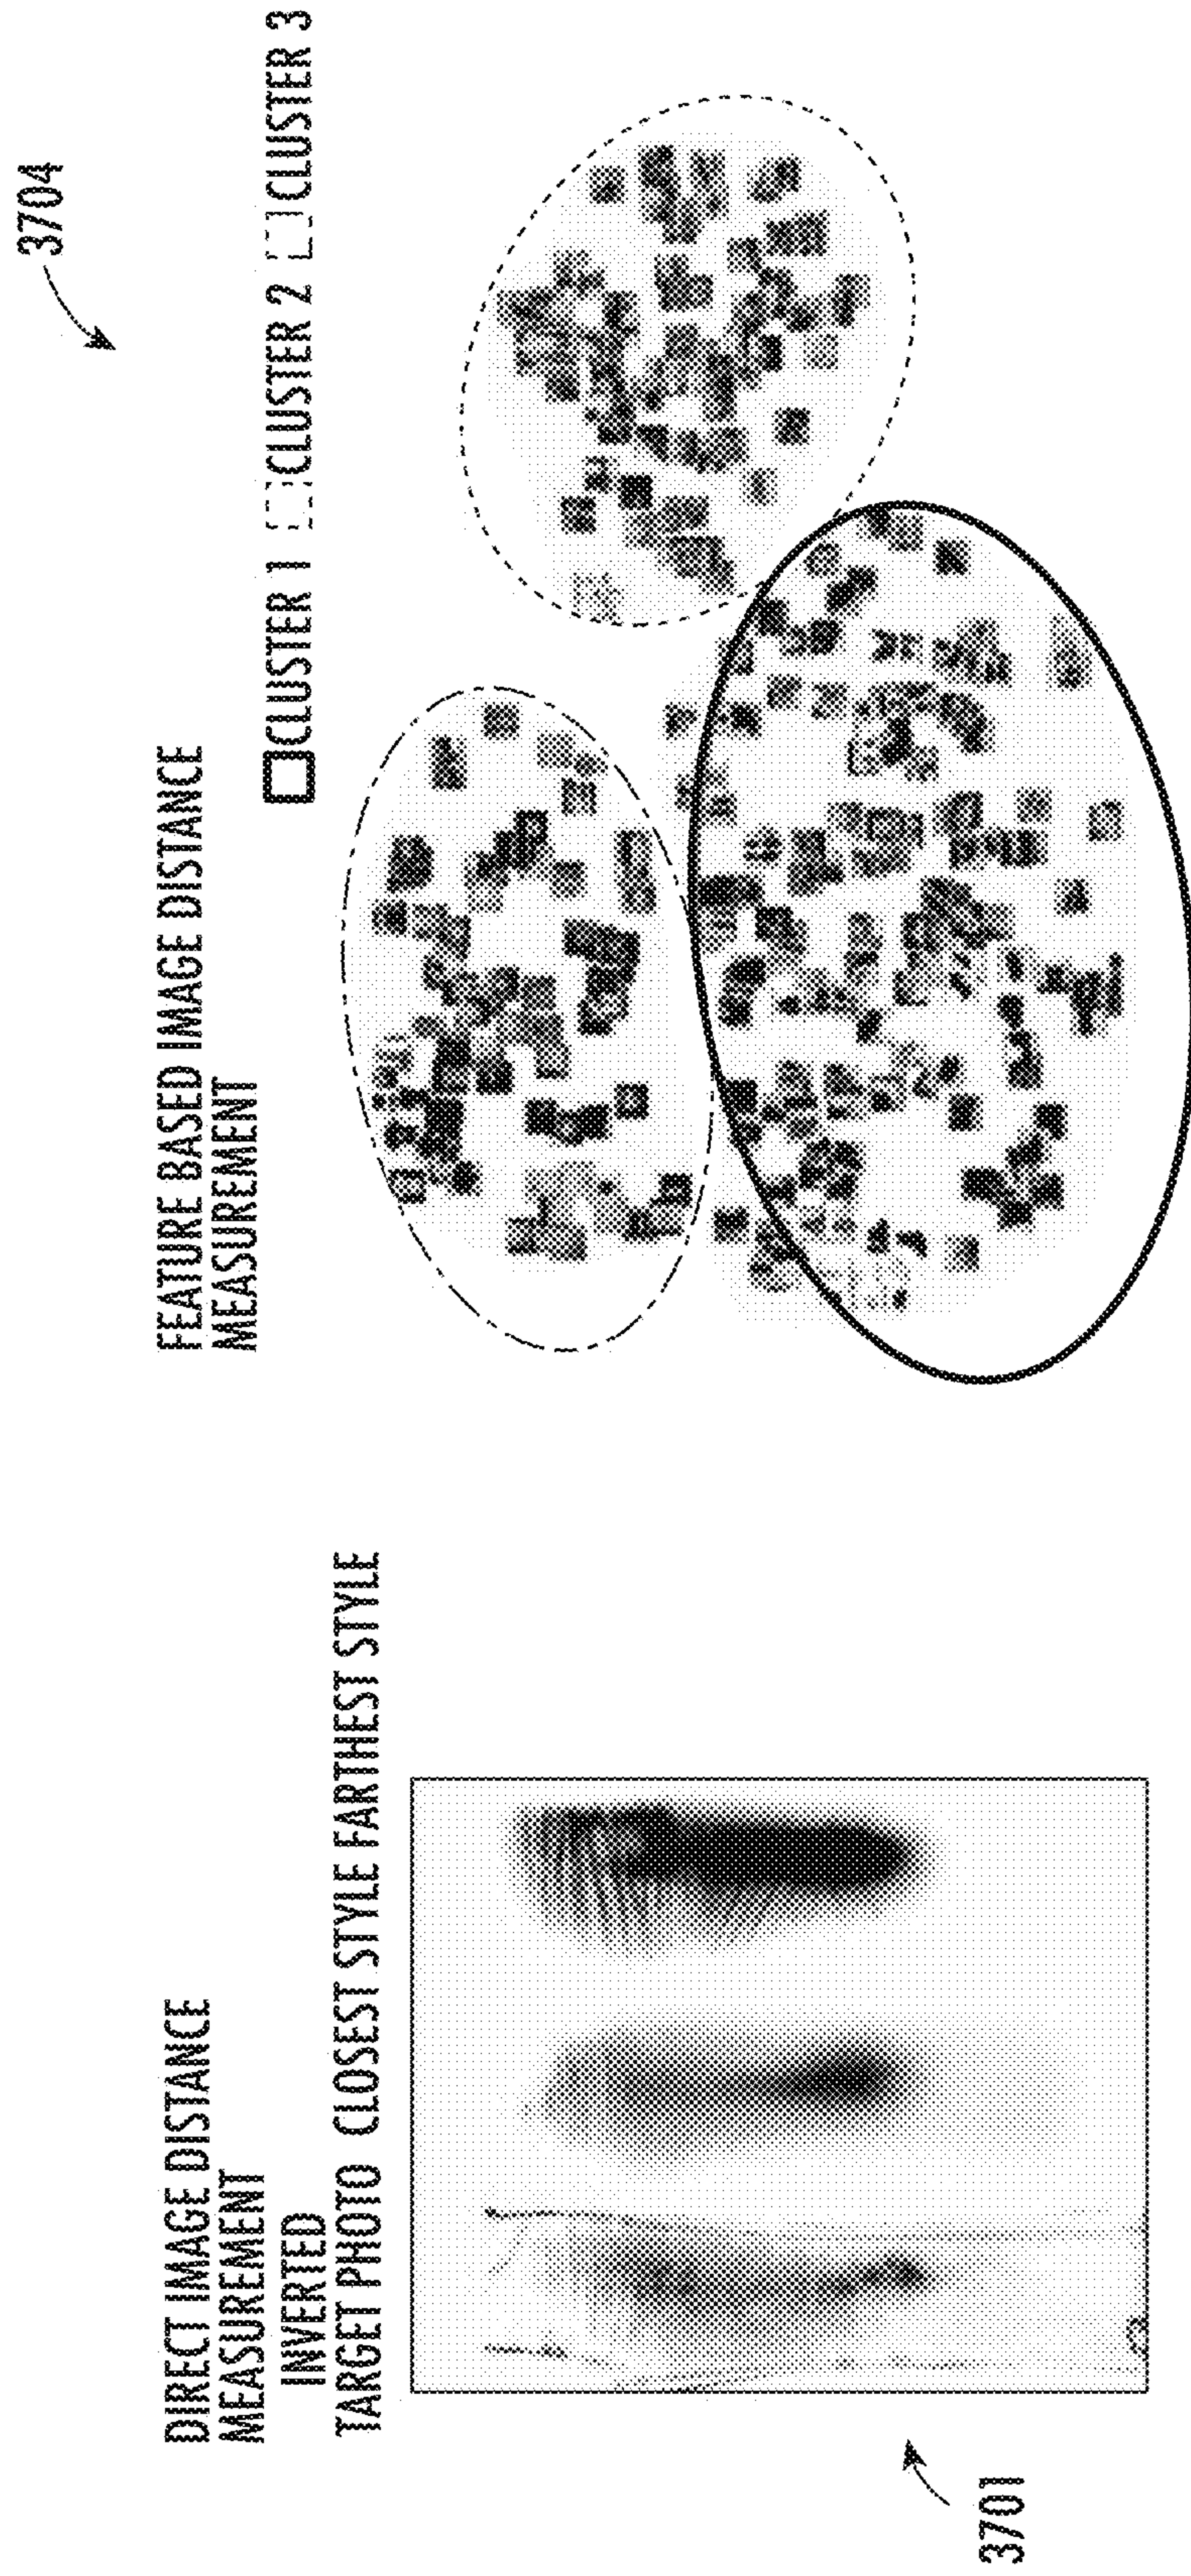 3704
FEATURE BASED IMAGE DISTANCE
MEASUREMENT
CLUSTER 1 CLUSTER 2 CLUSTER 3
DIRECT IMAGE DISTANCE
MEASUREMENT
INVERTED
TARGET PHOTO CLOSEST STYLE FARTHEST STYLE
3701